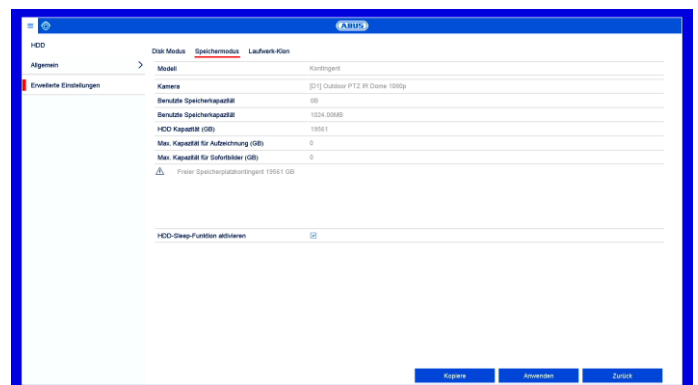 ABUS
HDD
Allgemein
Erweiterte Einstellungen
Disk Modus Speichermodus Laufwerk-Klon
Modell Kontingent
Kamera [D1] Outdoor PTZ IR Dome 1080p
Benutzte Speicherkapazität 0B
Benutzte Speicherkapazität 1024.00MB
HDD Kapazität (GB) 19561
Max. Kapazität für Aufzeichnung (GB) 0
Max. Kapazität für Sofortbilder (GB) 0
Freier Speicherplatzkontingent 19561 GB
HDD-Sleep-Funktion aktivieren
Kopiere Anwenden Zurück